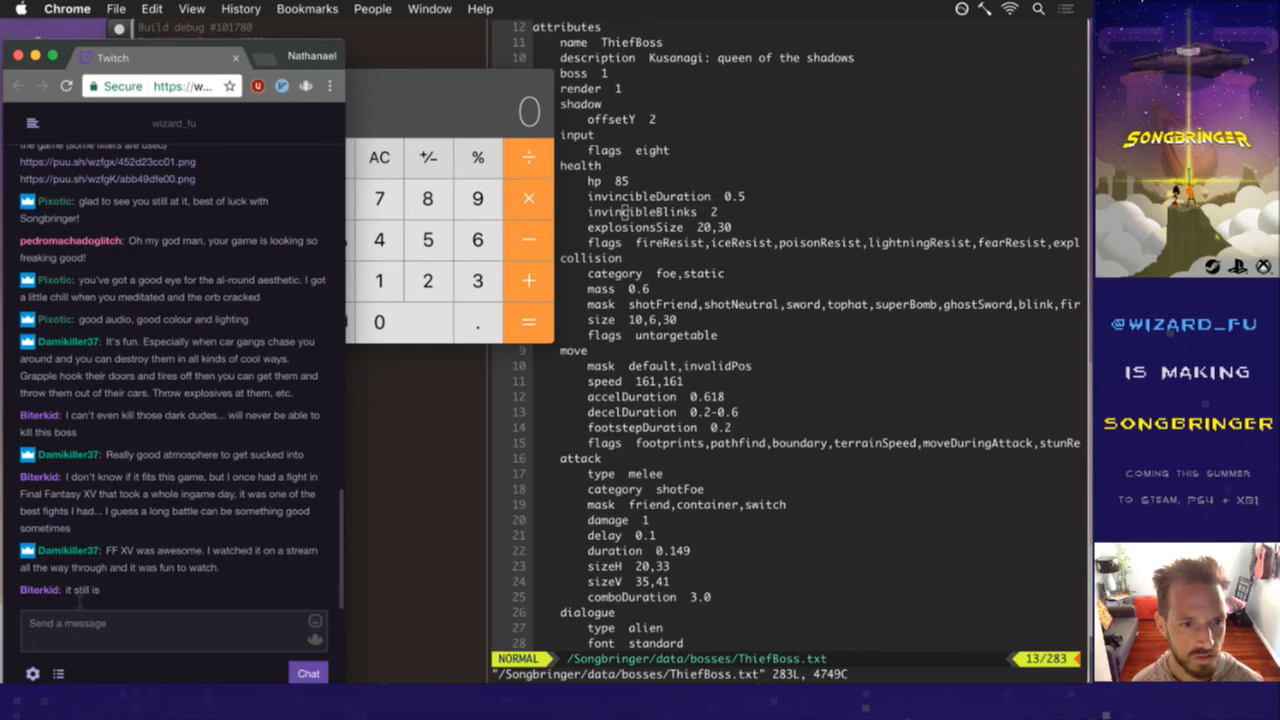 Chrome File Edit View History Bookmarks People Window Help
Build debug #101780
Twitch
Nathanael
Secure https://w...
wizard_fu
the game (some filters are used)
https://puu.sh/wzfgx/452d23cc01.png
https://puu.sh/wzfgK/abb49dfe00.png
Pixotic: glad to see you still at it, best of luck with
Songbringer!
pedromachadoglitch: Oh my god man, your game is looking so
freaking good!
Pixotic: you've got a good eye for the al-round aesthetic. I got
a little chill when you meditated and the orb cracked
Pixotic: good audio, good colour and lighting
Damikiller37: It's fun. Especially when car gangs chase you
around and you can destroy them in all kinds of cool ways.
Grapple hook their doors and tires off then you can get them and
throw them out of their cars. Throw explosives at them, etc.
Biterkid: I can't even kill those dark dudes... will never be able to
kill this boss
Damikiller37: Really good atmosphere to get sucked into
Biterkid: I don't know if it fits this game, but I once had a fight in
Final Fantasy XV that took a whole ingame day, it was one of the
best fights I had... I guess a long battle can be something good
sometimes
Damikiller37: FF XV was awesome. I watched it on a stream
all the way through and it was fun to watch.
Biterkid: it still is
Send a message
Chat
0
AC +/- % ÷
7 8 9 ×
4 5 6 −
1 2 3 +
0 . =
12 attributes
11 name ThiefBoss
10 description Kusanagi: queen of the shadows
boss 1
render 1
shadow
offsetY 2
input
flags eight
health
hp 85
invincibleDuration 0.5
invincibleBlinks 2
explosionsSize 20,30
flags fireResist,iceResist,poisonResist,lightningResist,fearResist,expl
collision
category foe,static
mass 0.6
mask shotFriend,shotNeutral,sword,tophat,superBomb,ghostSword,blink,fir
size 10,6,30
flags untargetable
9 move
10 mask default,invalidPos
11 speed 161,161
12 accelDuration 0.618
13 decelDuration 0.2-0.6
14 footstepDuration 0.2
15 flags footprints,pathfind,boundary,terrainSpeed,moveDuringAttack,stunRe
16 attack
17 type melee
18 category shotFoe
19 mask friend,container,switch
20 damage 1
21 delay 0.1
22 duration 0.149
23 sizeH 20,33
24 sizeV 35,41
25 comboDuration 3.0
26 dialogue
27 type alien
28 font standard
NORMAL /Songbringer/data/bosses/ThiefBoss.txt 13/283
"/Songbringer/data/bosses/ThiefBoss.txt" 283L, 4749C
SONGBRINGER
@WIZARD_FU
IS MAKING
SONGBRINGER
COMING THIS SUMMER
TO STEAM, PS4 + XB1